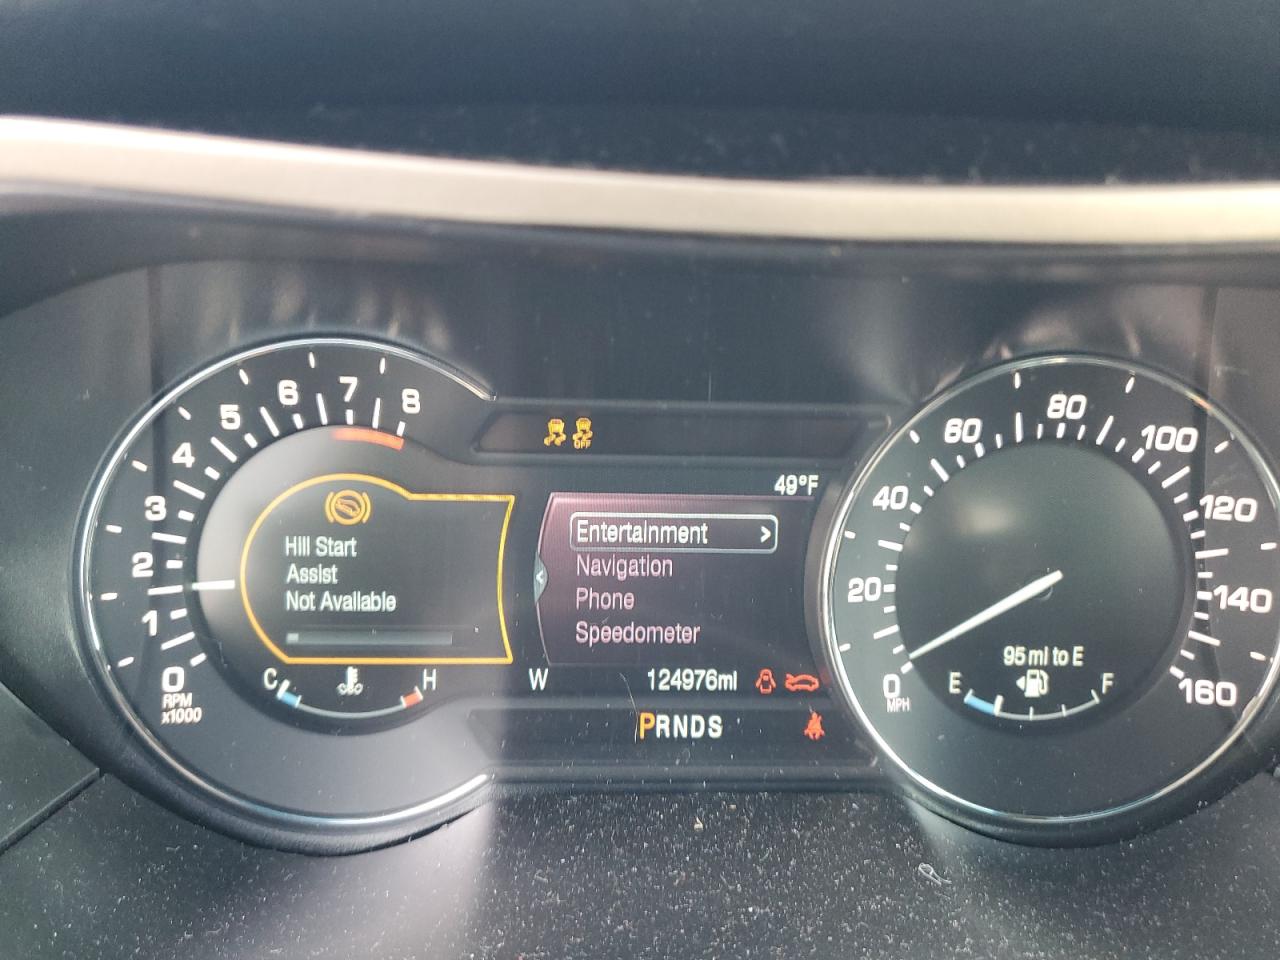 8
7
6
5
4
3
2
1
0
RPM
x1000
Hill Start
Assist
Not Available
C
H
OFF
49°F
Entertainment >
Navigation
Phone
Speedometer
W
124976mi
PRNDS
0
20
40
60
80
100
120
140
160
MPH
95 mi to E
E
F